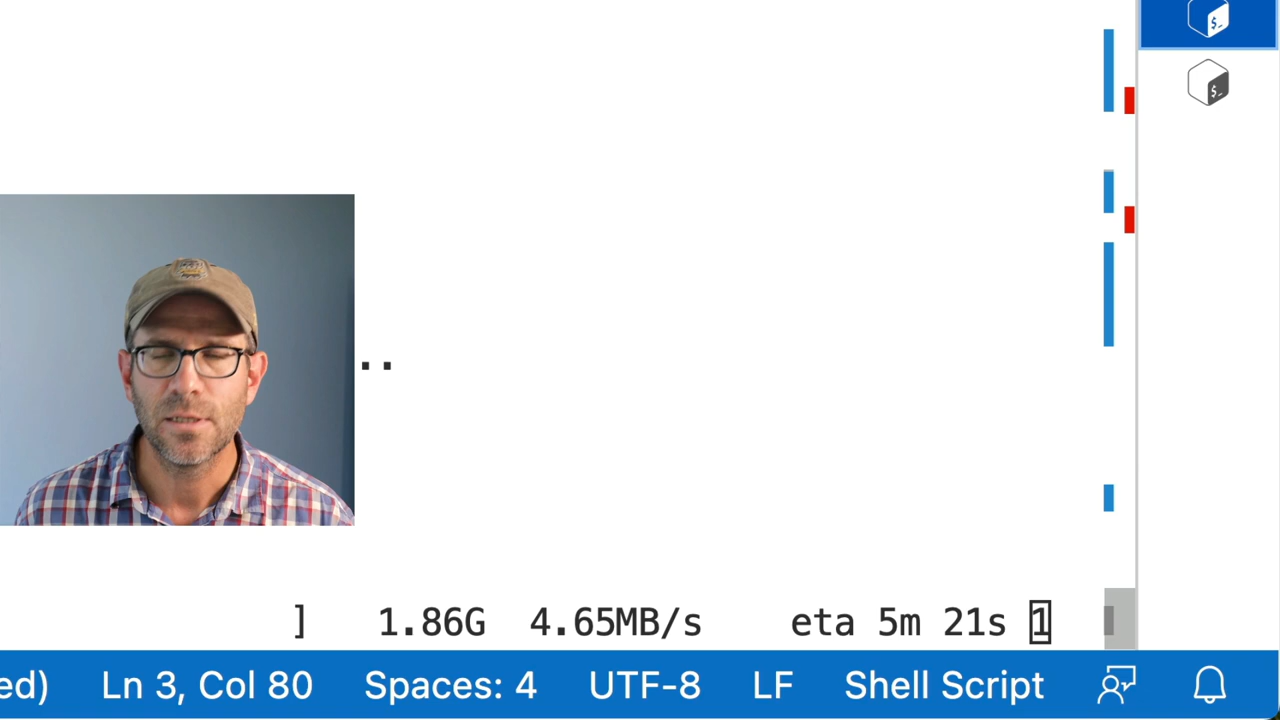 $_
$_
..
] 1.86G 4.65MB/s eta 5m 21s 1
ed) Ln 3, Col 80 Spaces: 4 UTF-8 LF Shell Script